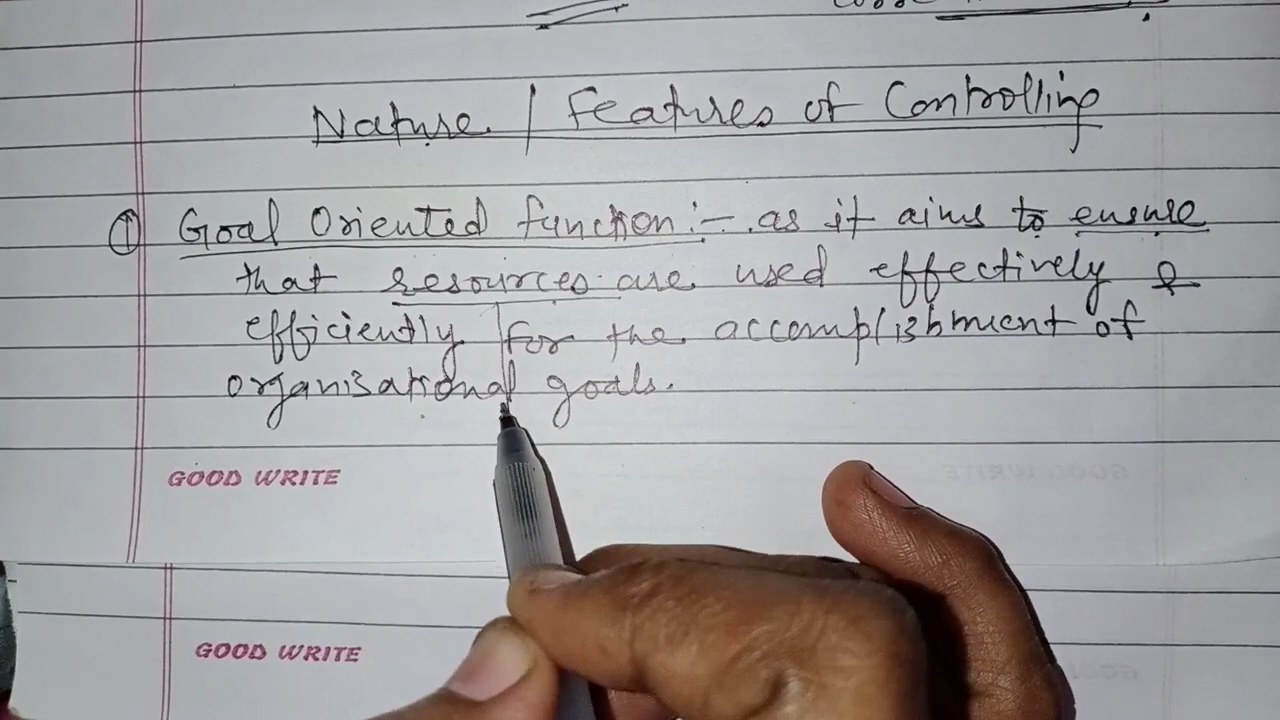 Nature / Features of Controlling
① Goal Oriented function :- as it aims to ensure
that resources are used effectively &
efficiently for the accomplishment of
organisational goals.
GOOD WRITE
GOOD WRITE